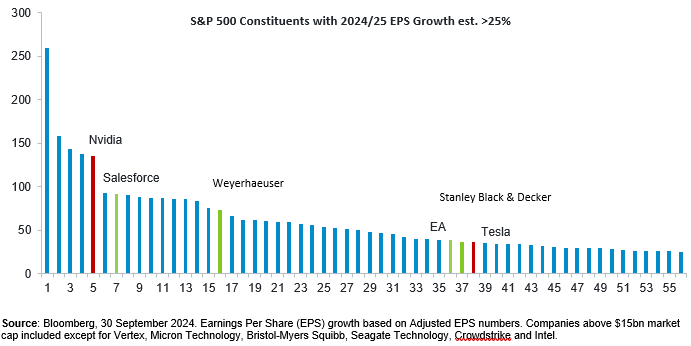 S&P 500 Constituents with 2024/25 EPS Growth est. >25%
300
250
200
150
100
50
0
Nvidia
Salesforce
Weyerhaeuser
Stanley Black & Decker
EA
Tesla
1 3 5 7 9 11 13 15 17 19 21 23 25 27 29 31 33 35 37 39 41 43 45 47 49 51 53 55
Source: Bloomberg, 30 September 2024. Earnings Per Share (EPS) growth based on Adjusted EPS numbers. Companies above $15bn market
cap included except for Vertex, Micron Technology, Bristol-Myers Squibb, Seagate Technology, Crowdstrike and Intel.